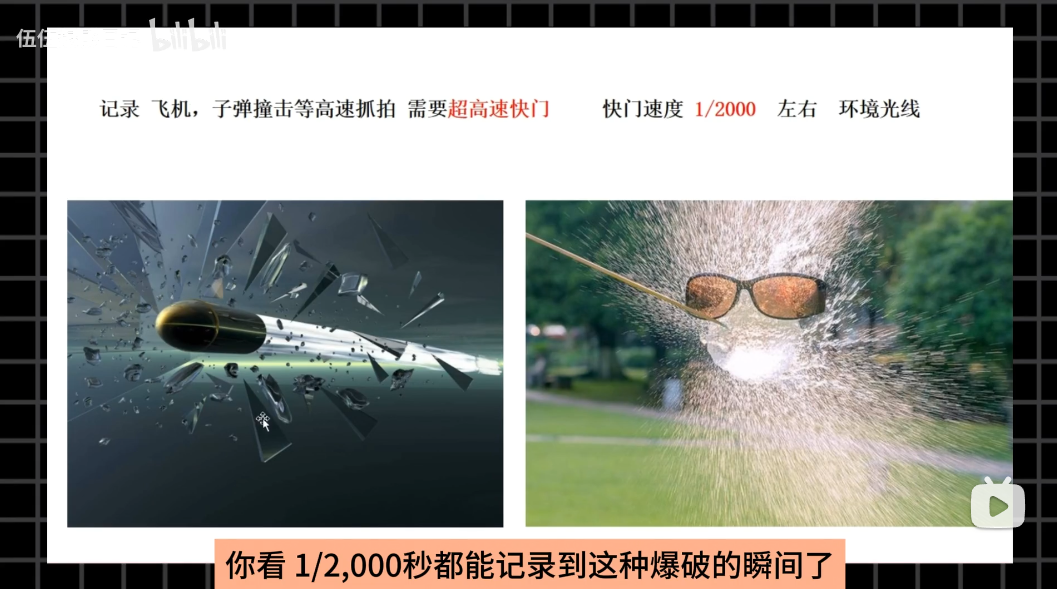 bilibili
记录 飞机，子弹撞击等高速抓拍 需要超高速快门 快门速度 1/2000 左右 环境光线
你看 1/2,000秒都能记录到这种爆破的瞬间了